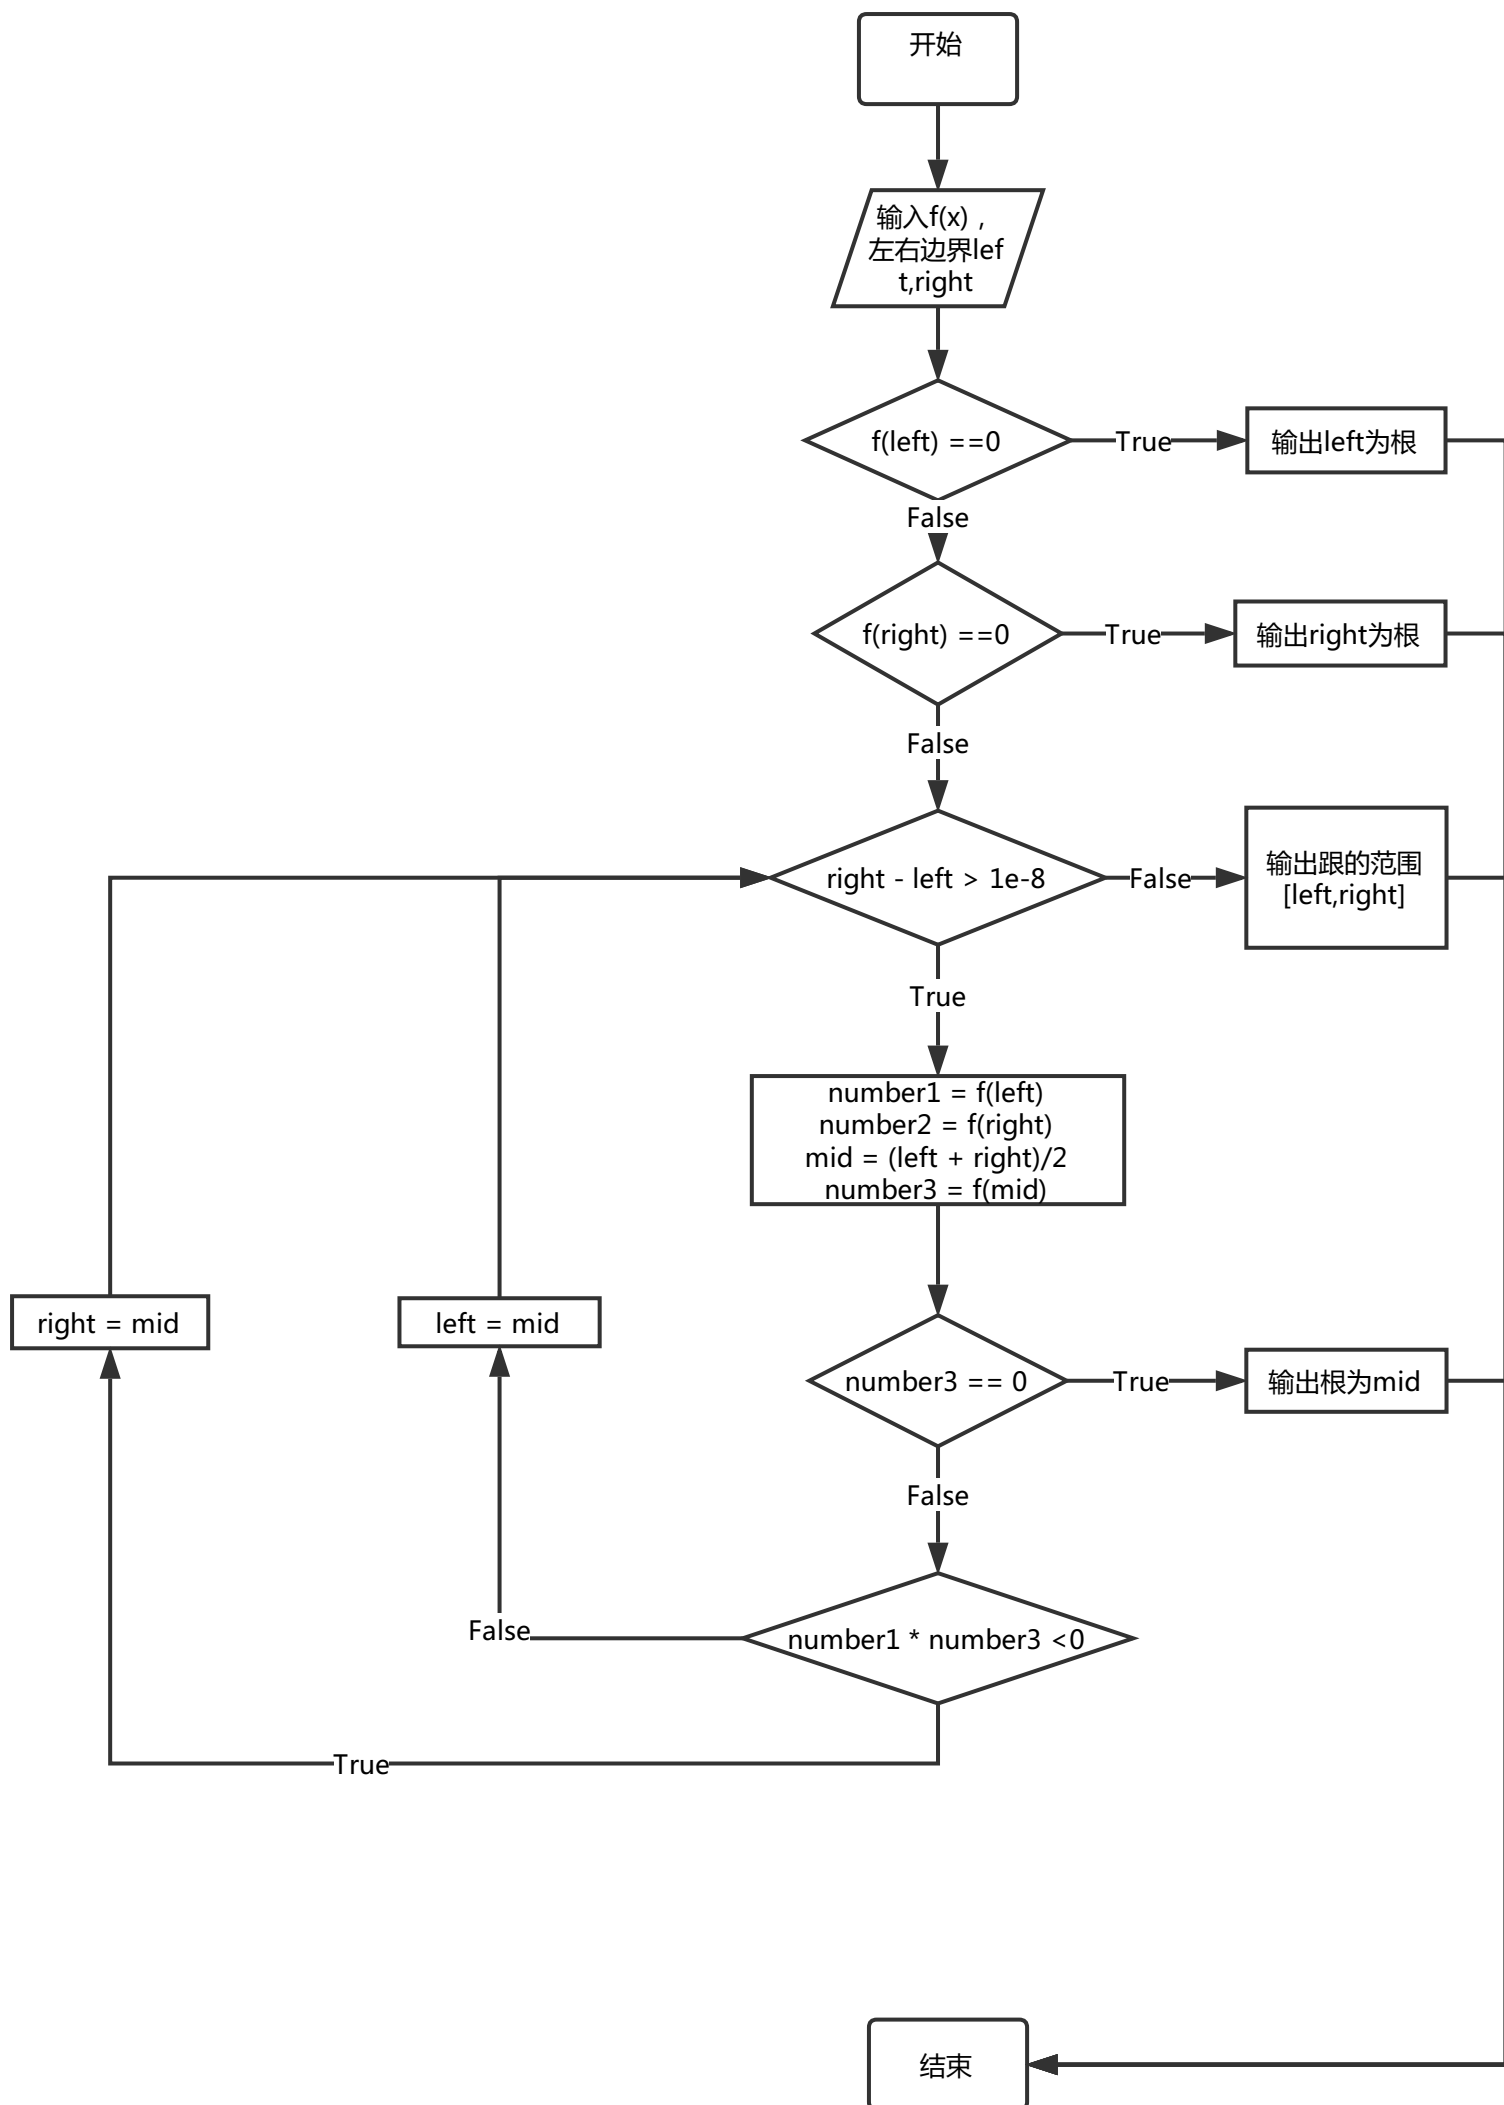 开始
输入f(x)，
左右边界lef
t,right
f(left) ==0
True
输出left为根
False
f(right) ==0
True
输出right为根
False
right - left > 1e-8
False
输出跟的范围
[left,right]
True
number1 = f(left)
number2 = f(right)
mid = (left + right)/2
number3 = f(mid)
right = mid
left = mid
number3 == 0
True
输出根为mid
False
False
number1 * number3 <0
True
结束